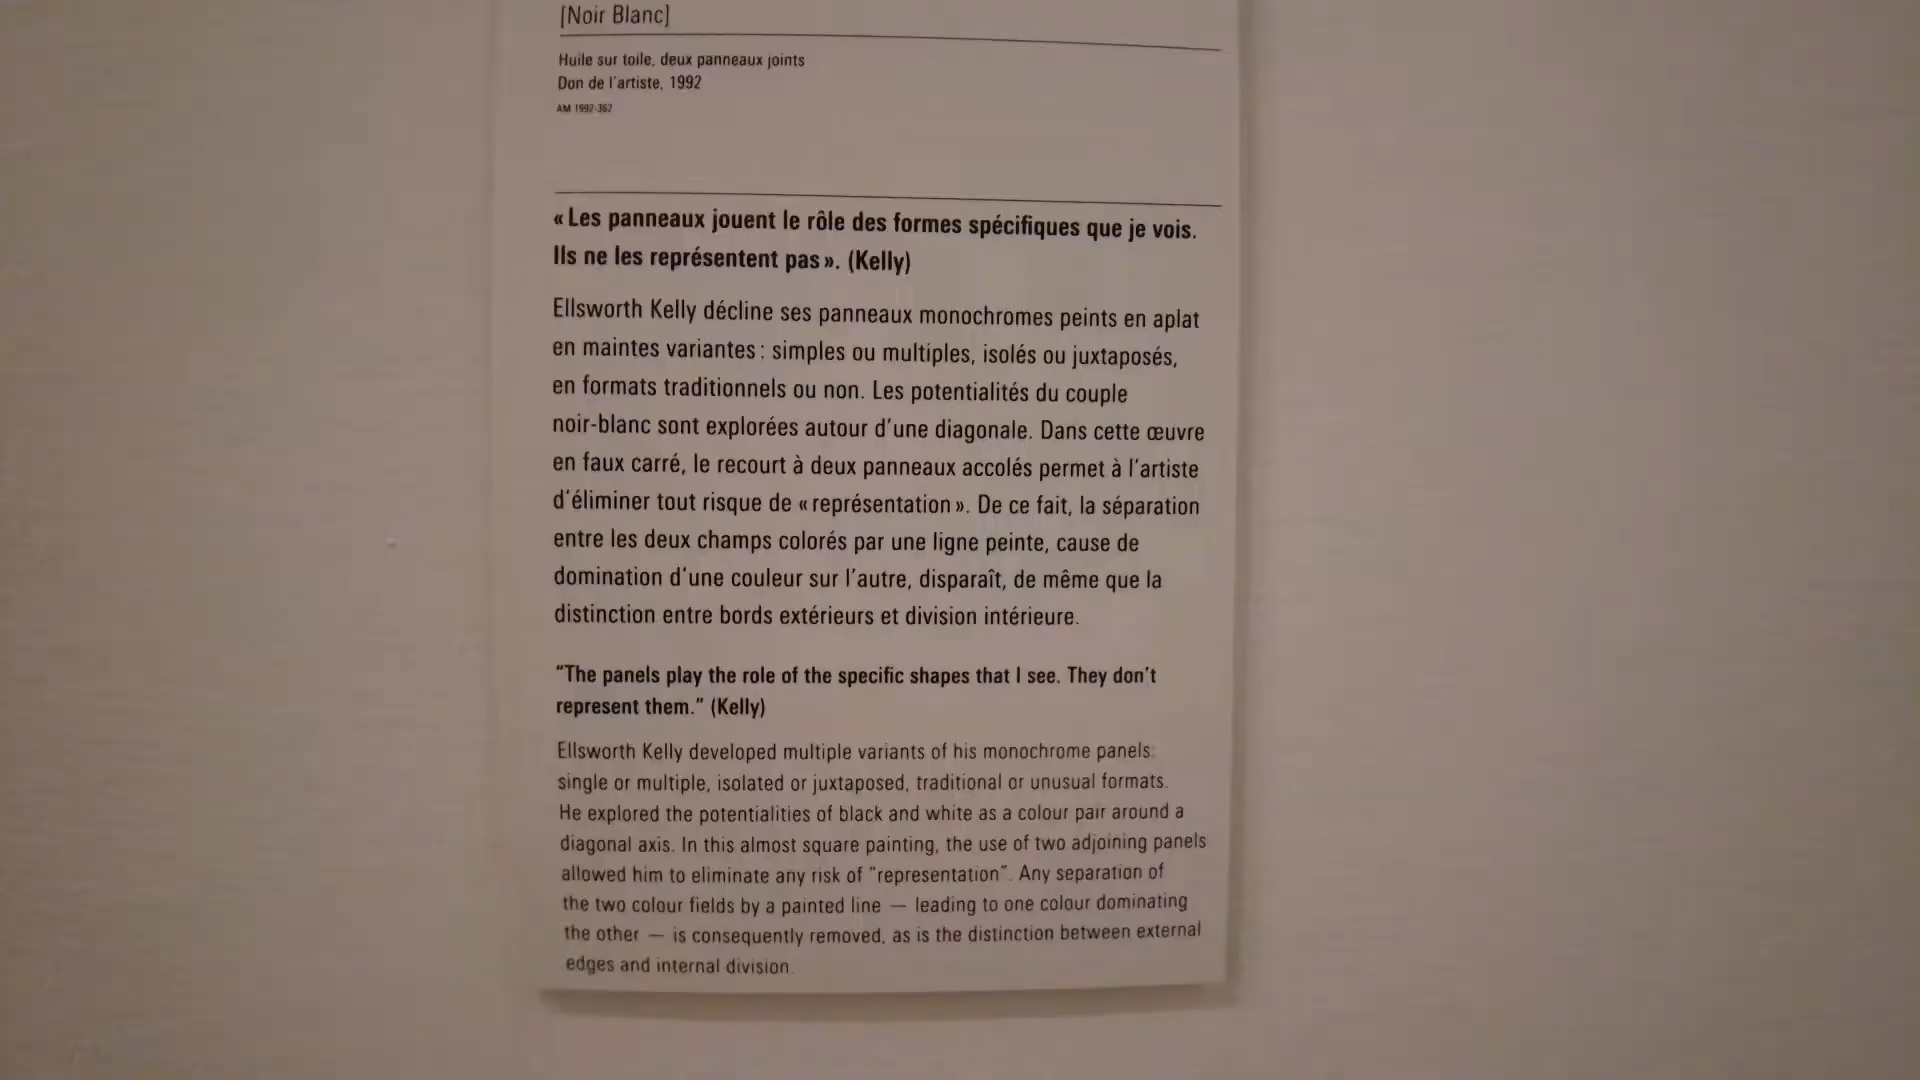 [Noir Blanc]
Huile sur toile, deux panneaux joints
Don de l'artiste, 1992
AM 1992-362
« Les panneaux jouent le rôle des formes spécifiques que je vois.
Ils ne les représentent pas ». (Kelly)
Ellsworth Kelly décline ses panneaux monochromes peints en aplat
en maintes variantes : simples ou multiples, isolés ou juxtaposés,
en formats traditionnels ou non. Les potentialités du couple
noir-blanc sont explorées autour d'une diagonale. Dans cette œuvre
en faux carré, le recourt à deux panneaux accolés permet à l'artiste
d'éliminer tout risque de « représentation ». De ce fait, la séparation
entre les deux champs colorés par une ligne peinte, cause de
domination d'une couleur sur l'autre, disparaît, de même que la
distinction entre bords extérieurs et division intérieure.
"The panels play the role of the specific shapes that I see. They don't
represent them." (Kelly)
Ellsworth Kelly developed multiple variants of his monochrome panels:
single or multiple, isolated or juxtaposed, traditional or unusual formats.
He explored the potentialities of black and white as a colour pair around a
diagonal axis. In this almost square painting, the use of two adjoining panels
allowed him to eliminate any risk of "representation". Any separation of
the two colour fields by a painted line — leading to one colour dominating
the other — is consequently removed, as is the distinction between external
edges and internal division.